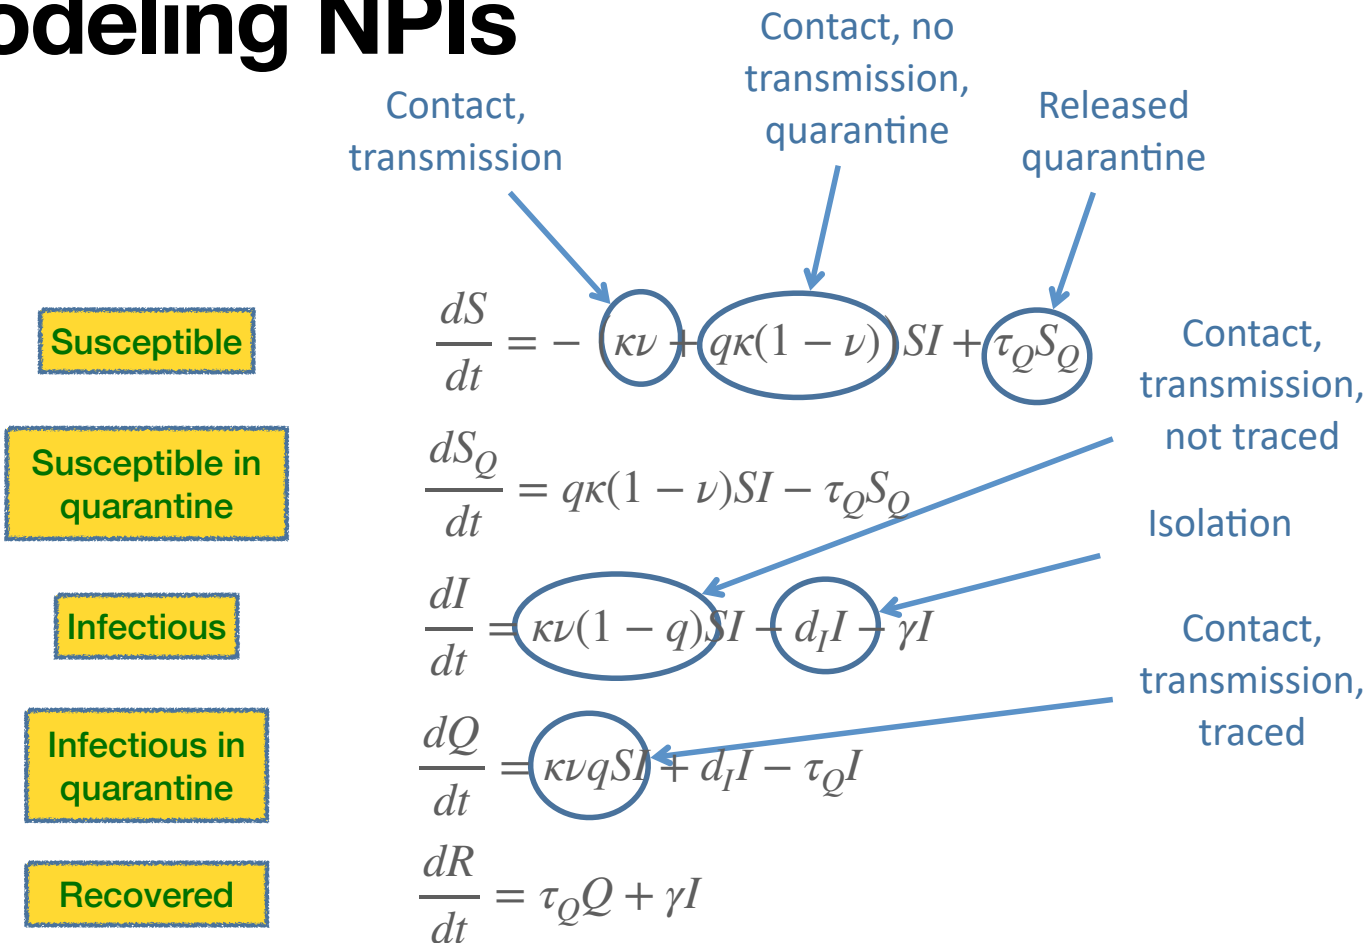 odeling NPIs
Contact, no
transmission,
quarantine
Contact,
transmission
Released
quarantine
Susceptible
dS/dt = − (κν + qκ(1 − ν)) SI + τ_Q S_Q
Contact,
transmission,
not traced
Susceptible in
quarantine
dS_Q/dt = qκ(1 − ν)SI − τ_Q S_Q
Isolation
Infectious
dI/dt = κν(1 − q)SI − d_I I − γI
Contact,
transmission,
traced
Infectious in
quarantine
dQ/dt = κνqSI + d_I I − τ_Q I
Recovered
dR/dt = τ_Q Q + γI